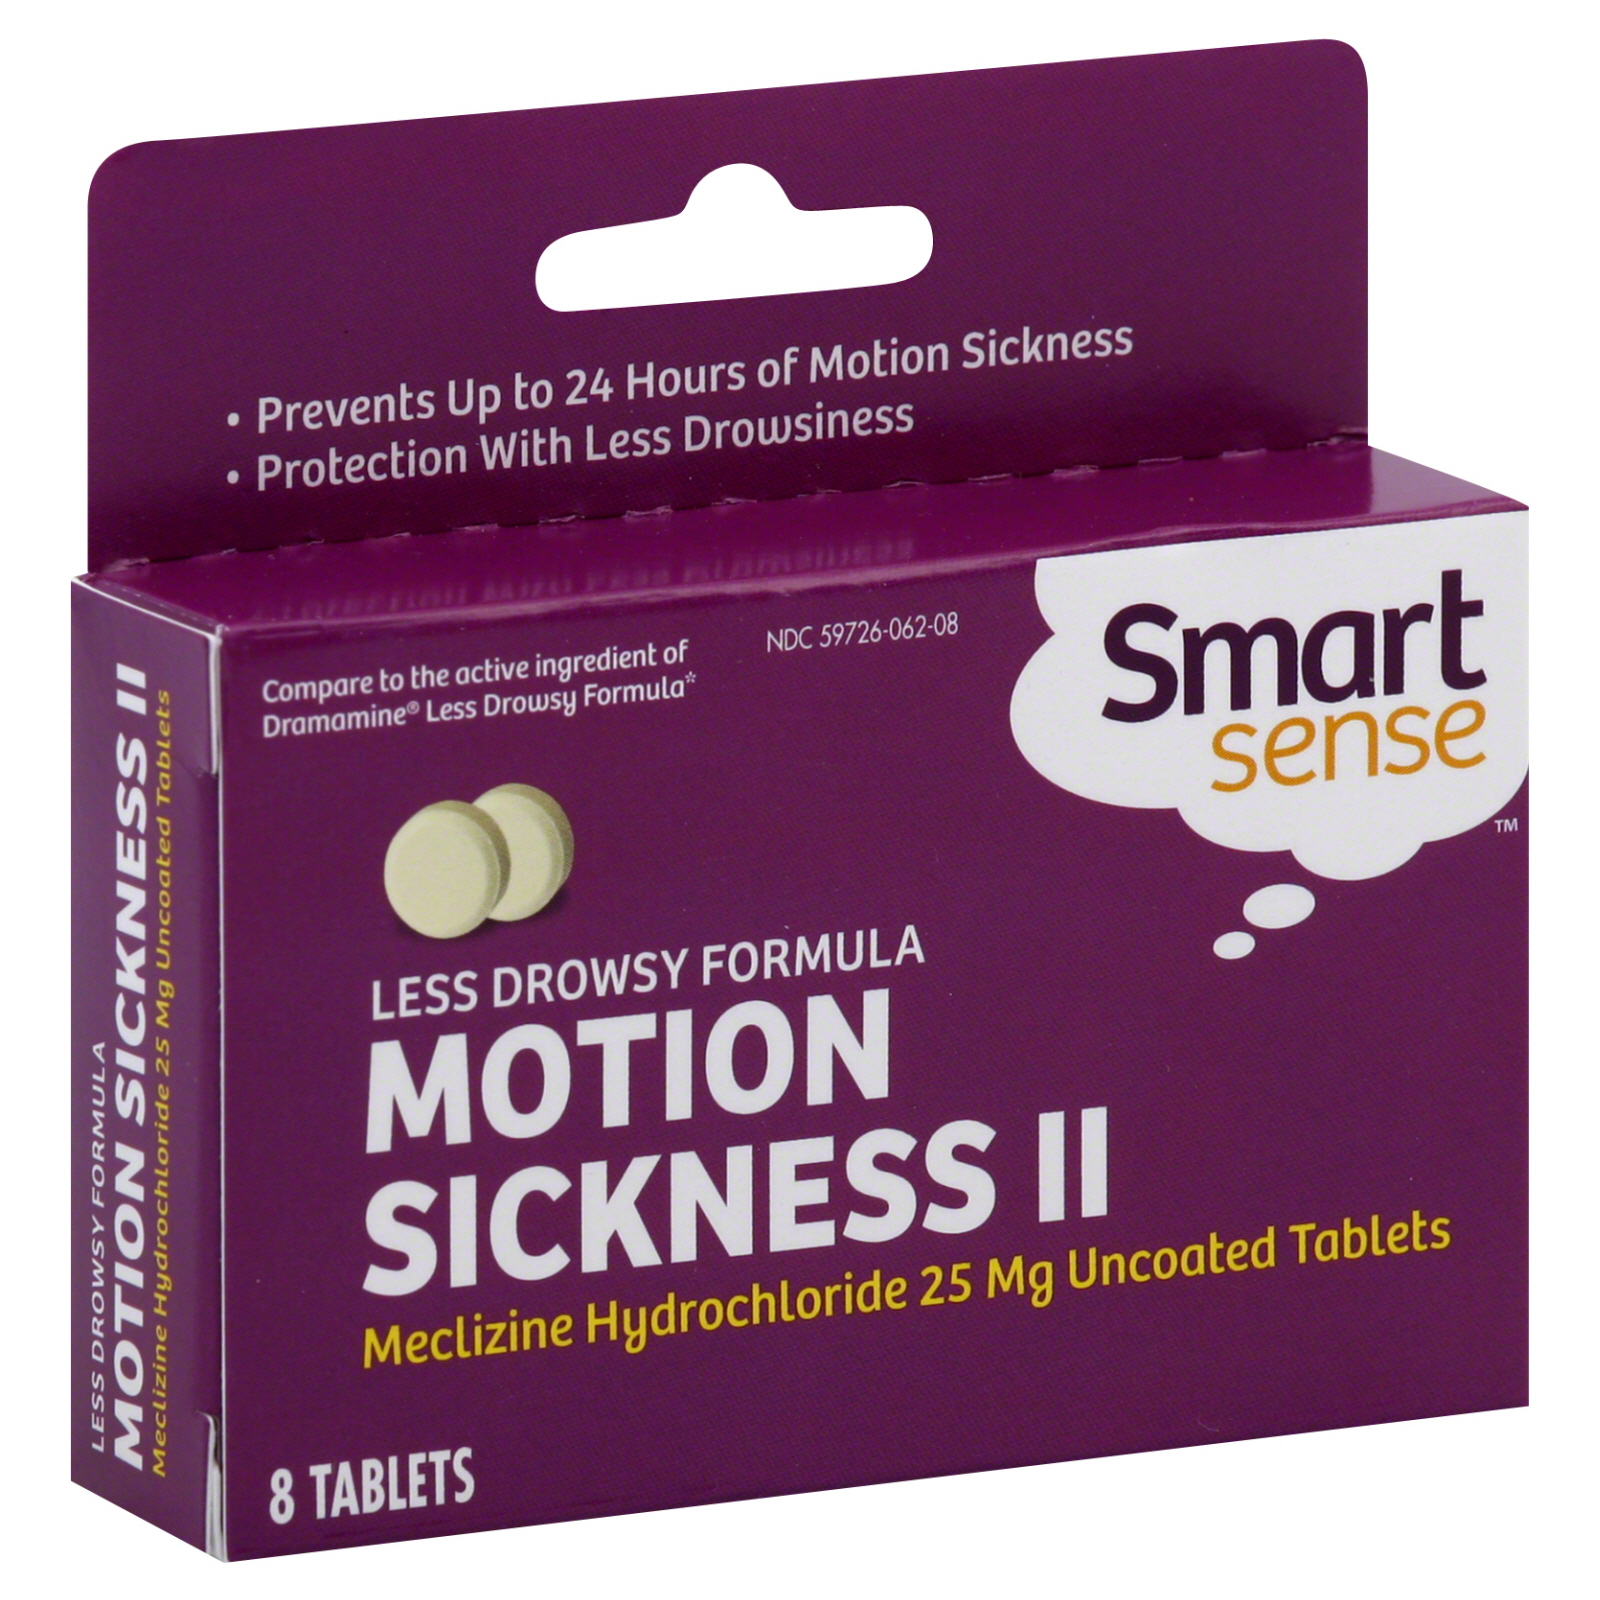 • Prevents Up to 24 Hours of Motion Sickness
• Protection With Less Drowsiness
Compare to the active ingredient of
Dramamine® Less Drowsy Formula*
NDC 59726-062-08
Smart
sense
TM
LESS DROWSY FORMULA
MOTION
SICKNESS II
Meclizine Hydrochloride 25 Mg Uncoated Tablets
8 TABLETS
LESS DROWSY FORMULA
MOTION SICKNESS II
Meclizine Hydrochloride 25 Mg Uncoated Tablets